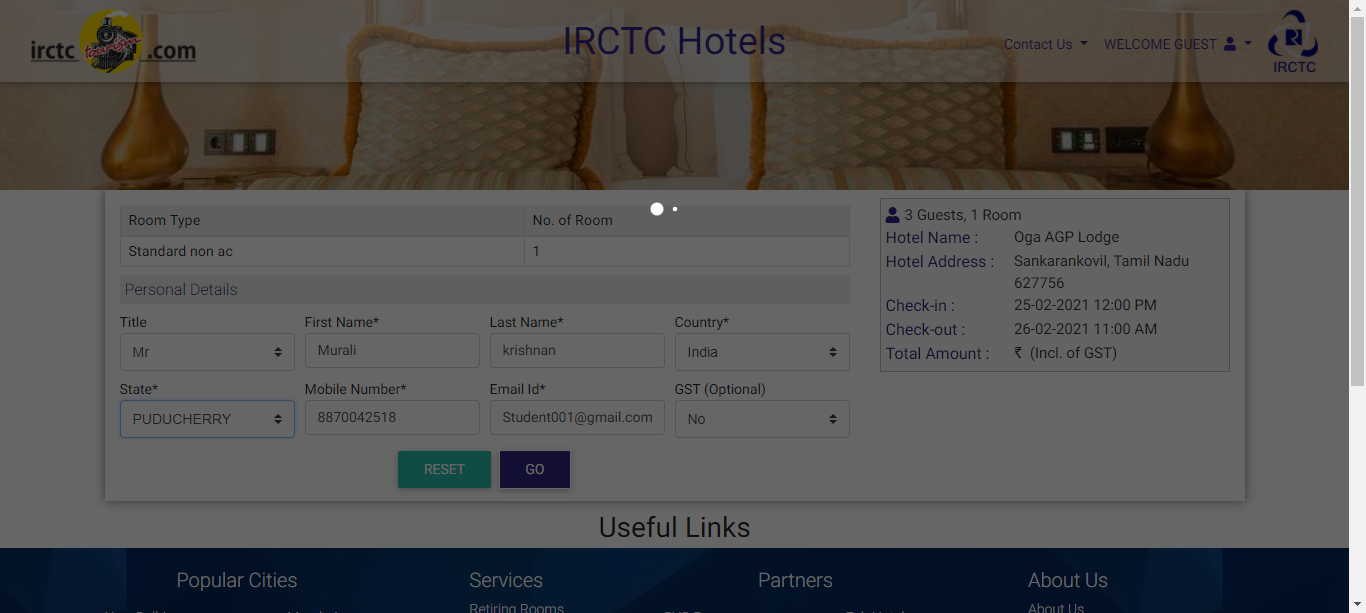 irctc tourism .com
IRCTC Hotels
Contact Us
WELCOME GUEST
IRCTC
Room Type
No. of Room
Standard non ac
1
Personal Details
Title
First Name*
Last Name*
Country*
Mr
Murali
krishnan
India
State*
Mobile Number*
Email Id*
GST (Optional)
PUDUCHERRY
8870042518
Student001@gmail.com
No
RESET
GO
3 Guests, 1 Room
Hotel Name :
Oga AGP Lodge
Hotel Address :
Sankarankovil, Tamil Nadu
627756
Check-in :
25-02-2021 12:00 PM
Check-out :
26-02-2021 11:00 AM
Total Amount :
₹ (Incl. of GST)
Useful Links
Popular Cities
Services
Partners
About Us
Retiring Rooms
About Us